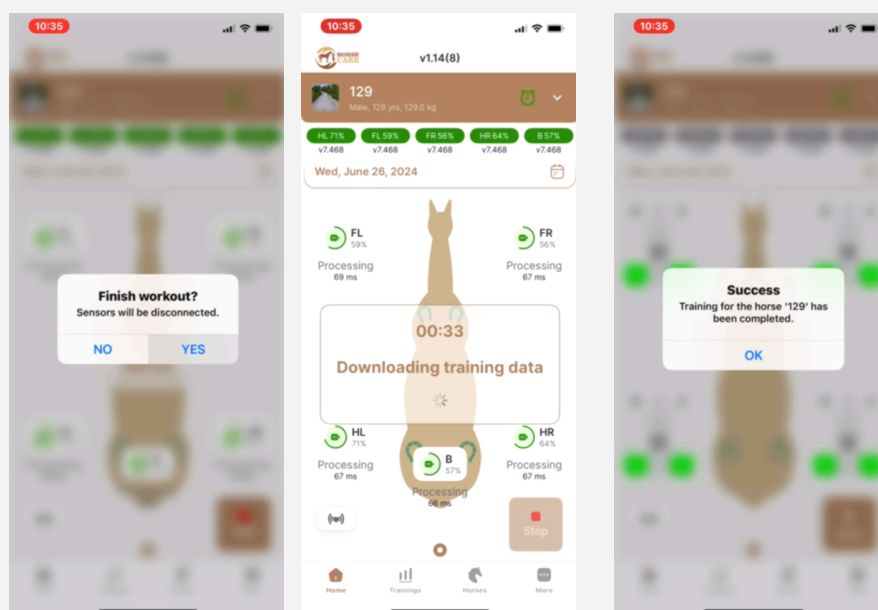 10:35
Finish workout?
Sensors will be disconnected.
NO YES
10:35
HORSE
CARE
v1.14(8)
129
Male, 129 yrs, 129.0 kg
HL 71% FL 59% FR 56% HR 64% B 57%
v7.468 v7.468 v7.468 v7.468 v7.468
Wed, June 26, 2024
FL
59%
Processing
69 ms
FR
56%
Processing
67 ms
00:33
Downloading training data
HL
71%
Processing
67 ms
B
57%
Processing
66 ms
HR
64%
Processing
67 ms
Stop
Home Trainings Horses More
10:35
Success
Training for the horse '129' has
been completed.
OK